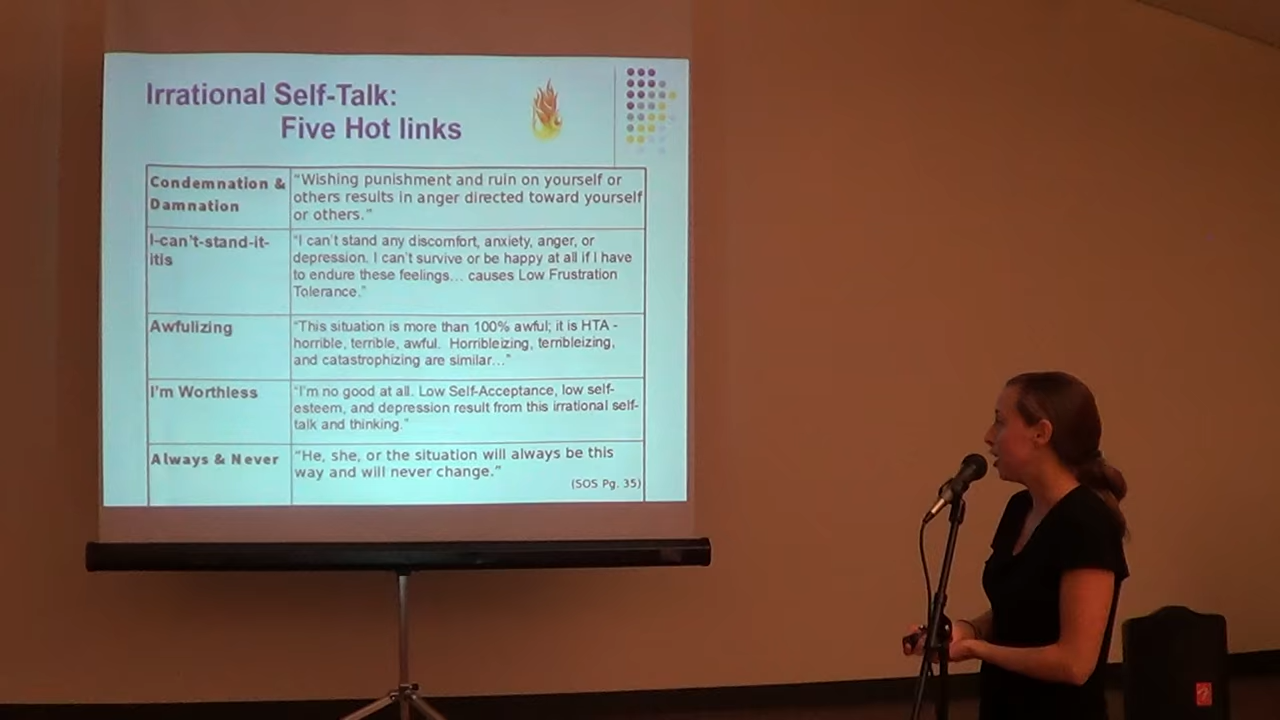 Irrational Self-Talk:
Five Hot links
Condemnation &
Damnation
"Wishing punishment and ruin on yourself or
others results in anger directed toward yourself
or others."
I-can't-stand-it-
itis
"I can't stand any discomfort, anxiety, anger, or
depression. I can't survive or be happy at all if I have
to endure these feelings... causes Low Frustration
Tolerance."
Awfulizing
"This situation is more than 100% awful; it is HTA -
horrible, terrible, awful. Horribleizing, terribleizing,
and catastrophizing are similar..."
I'm Worthless
"I'm no good at all. Low Self-Acceptance, low self-
esteem, and depression result from this irrational self-
talk and thinking."
Always & Never
"He, she, or the situation will always be this
way and will never change."
(SOS Pg. 35)